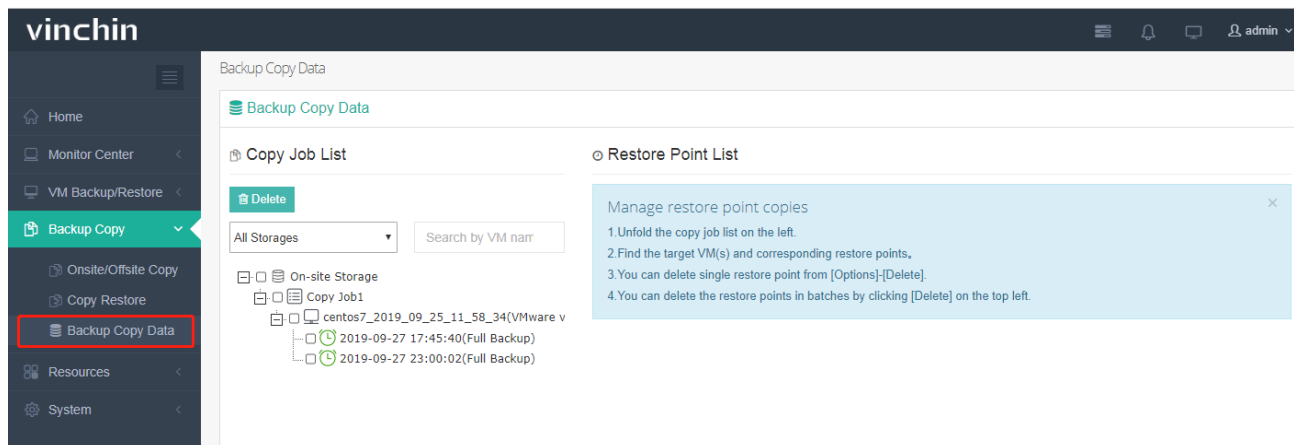 vinchin
admin
Home
Monitor Center
VM Backup/Restore
Backup Copy
Onsite/Offsite Copy
Copy Restore
Backup Copy Data
Resources
System
Backup Copy Data
Backup Copy Data
Copy Job List
Delete
All Storages
Search by VM nam
On-site Storage
Copy Job1
centos7_2019_09_25_11_58_34(VMware v
2019-09-27 17:45:40(Full Backup)
2019-09-27 23:00:02(Full Backup)
Restore Point List
Manage restore point copies
1.Unfold the copy job list on the left.
2.Find the target VM(s) and corresponding restore points。
3.You can delete single restore point from [Options]-[Delete].
4.You can delete the restore points in batches by clicking [Delete] on the top left.